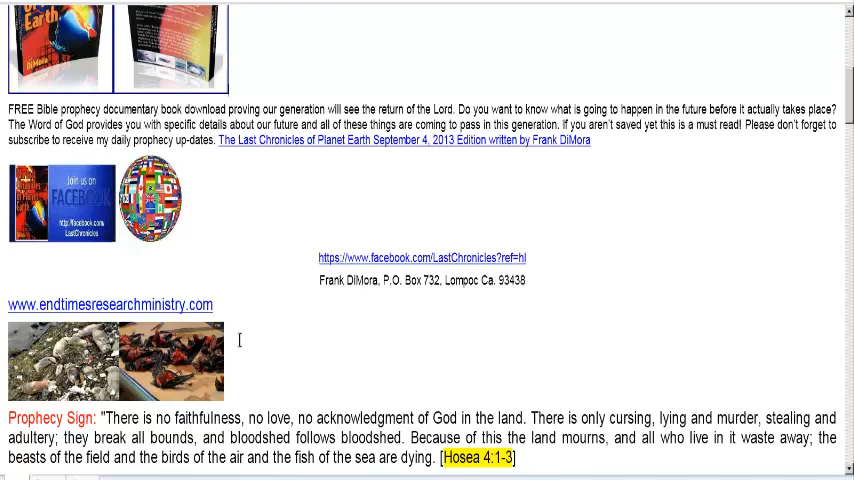 Earth
DiMora
FREE Bible prophecy documentary book download proving our generation will see the return of the Lord. Do you want to know what is going to happen in the future before it actually takes place?
The Word of God provides you with specific details about our future and all of these things are coming to pass in this generation. If you aren't saved yet this is a must read! Please don't forget to
subscribe to receive my daily prophecy up-dates. The Last Chronicles of Planet Earth September 4, 2013 Edition written by Frank DiMora
Join us on
FACEBOOK
http://facebook.com/
LastChronicles
https://www.facebook.com/LastChronicles?ref=hl
Frank DiMora, P.O. Box 732, Lompoc Ca. 93438
www.endtimesresearchministry.com
Prophecy Sign: "There is no faithfulness, no love, no acknowledgment of God in the land. There is only cursing, lying and murder, stealing and
adultery; they break all bounds, and bloodshed follows bloodshed. Because of this the land mourns, and all who live in it waste away; the
beasts of the field and the birds of the air and the fish of the sea are dying. [Hosea 4:1-3]